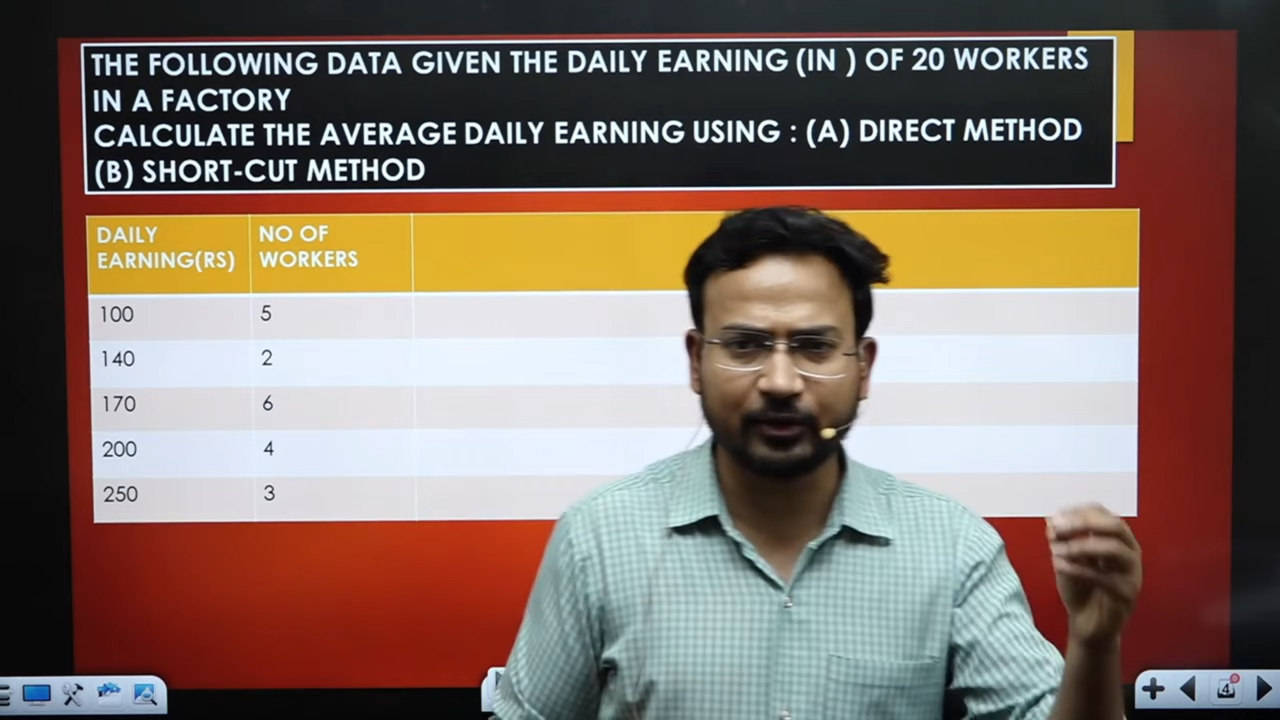 THE FOLLOWING DATA GIVEN THE DAILY EARNING (IN ) OF 20 WORKERS
IN A FACTORY
CALCULATE THE AVERAGE DAILY EARNING USING : (A) DIRECT METHOD
(B) SHORT-CUT METHOD
DAILY EARNING(RS) NO OF WORKERS
100 5
140 2
170 6
200 4
250 3
4